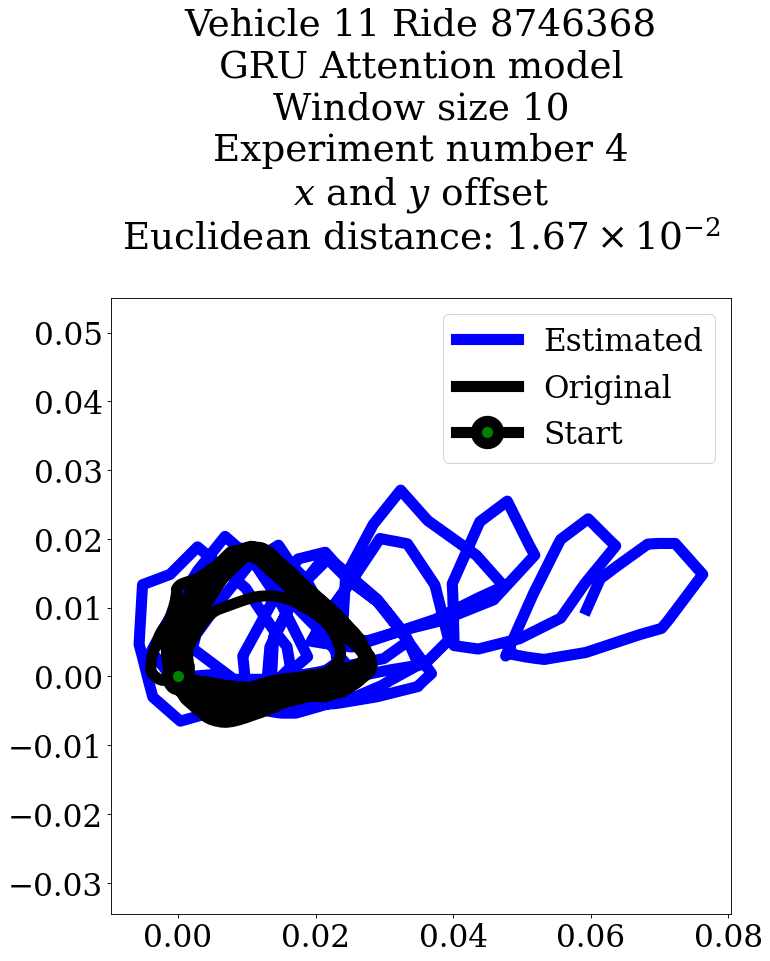 Vehicle 11 Ride 8746368
GRU Attention model
Window size 10
Experiment number 4
x and y offset
Euclidean distance: 1.67 × 10⁻²
Estimated
Original
Start
0.05
0.04
0.03
0.02
0.01
0.00
−0.01
−0.02
−0.03
0.00 0.02 0.04 0.06 0.08